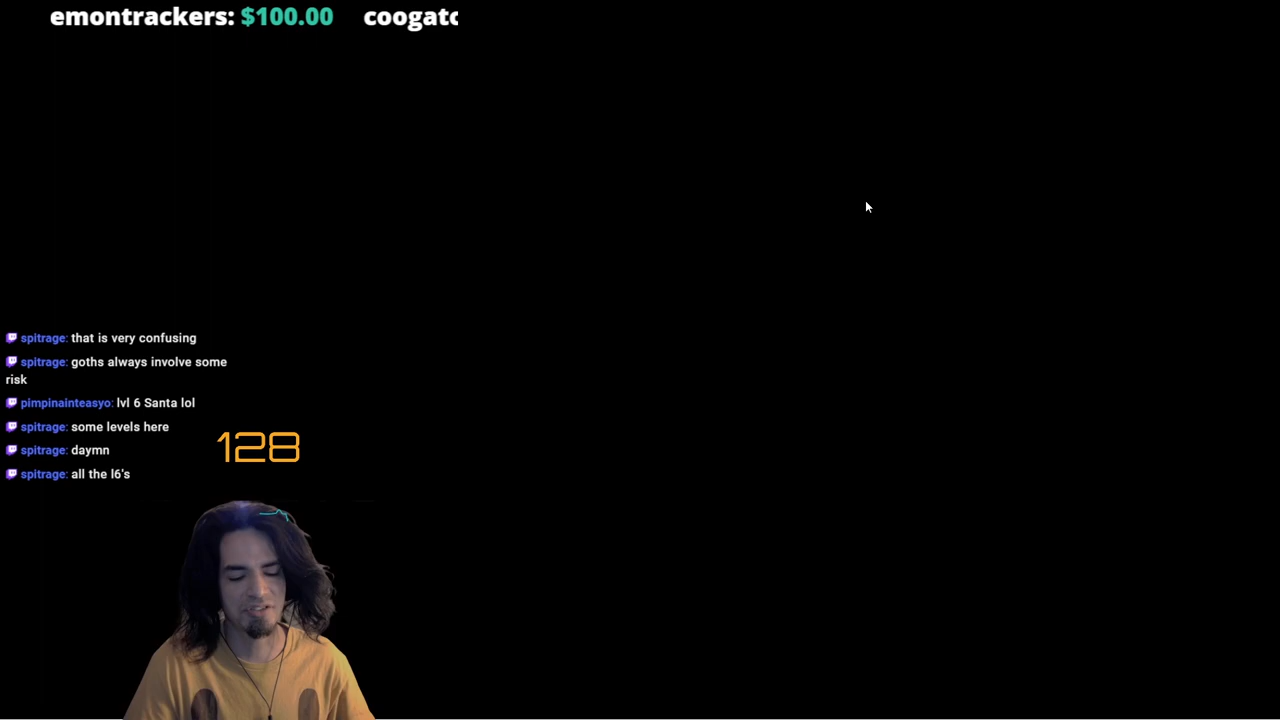 emontrackers: $100.00 coogatc
spitrage: that is very confusing
spitrage: goths always involve some
risk
pimpinainteasyo: lvl 6 Santa lol
spitrage: some levels here
128
spitrage: daymn
spitrage: all the l6's